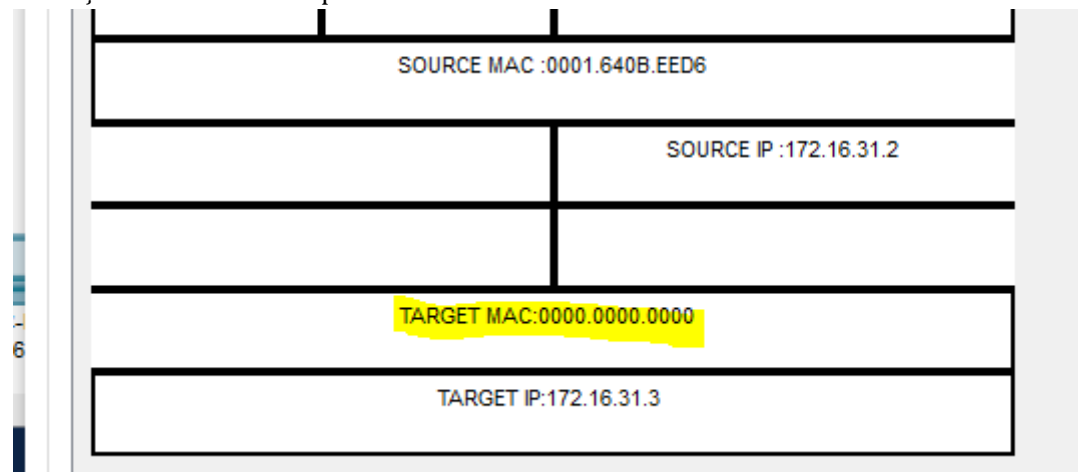 SOURCE MAC :0001.640B.EED6
SOURCE IP :172.16.31.2
TARGET MAC:0000.0000.0000
6
TARGET IP:172.16.31.3